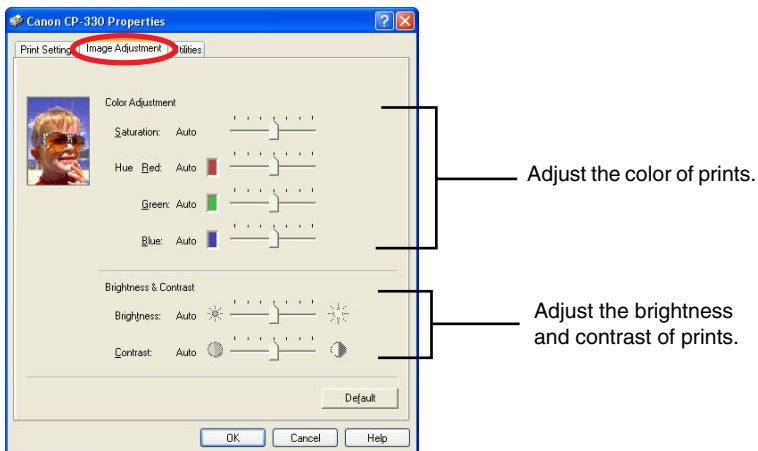 Canon CP-330 Properties
Print Setting Image Adjustment Utilities
Color Adjustment
Saturation: Auto
Hue Red: Auto
Green: Auto
Blue: Auto
Adjust the color of prints.
Brightness & Contrast
Brightness: Auto
Contrast: Auto
Adjust the brightness
and contrast of prints.
Default
OK Cancel Help